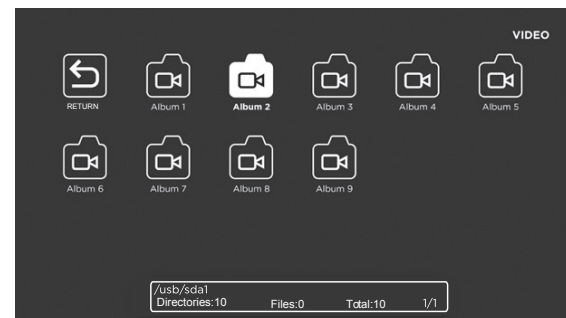 VIDEO
RETURN Album 1 Album 2 Album 3 Album 4 Album 5
Album 6 Album 7 Album 8 Album 9
/usb/sda1
Directories:10 Files:0 Total:10 1/1